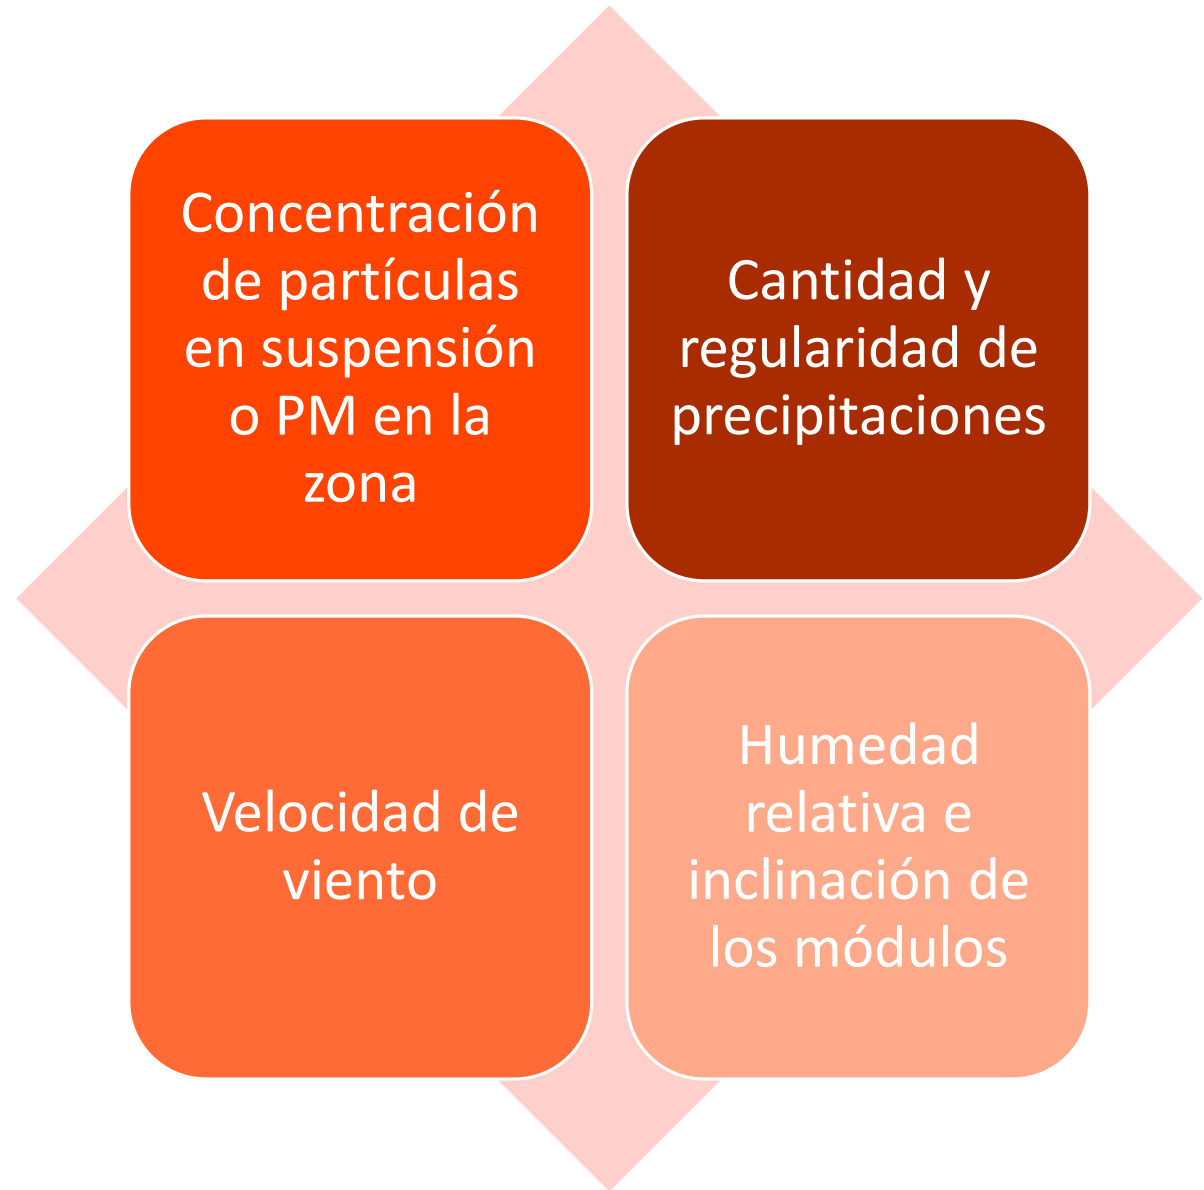 Concentración
de partículas
en suspensión
o PM en la
zona
Cantidad y
regularidad de
precipitaciones
Velocidad de
viento
Humedad
relativa e
inclinación de
los módulos